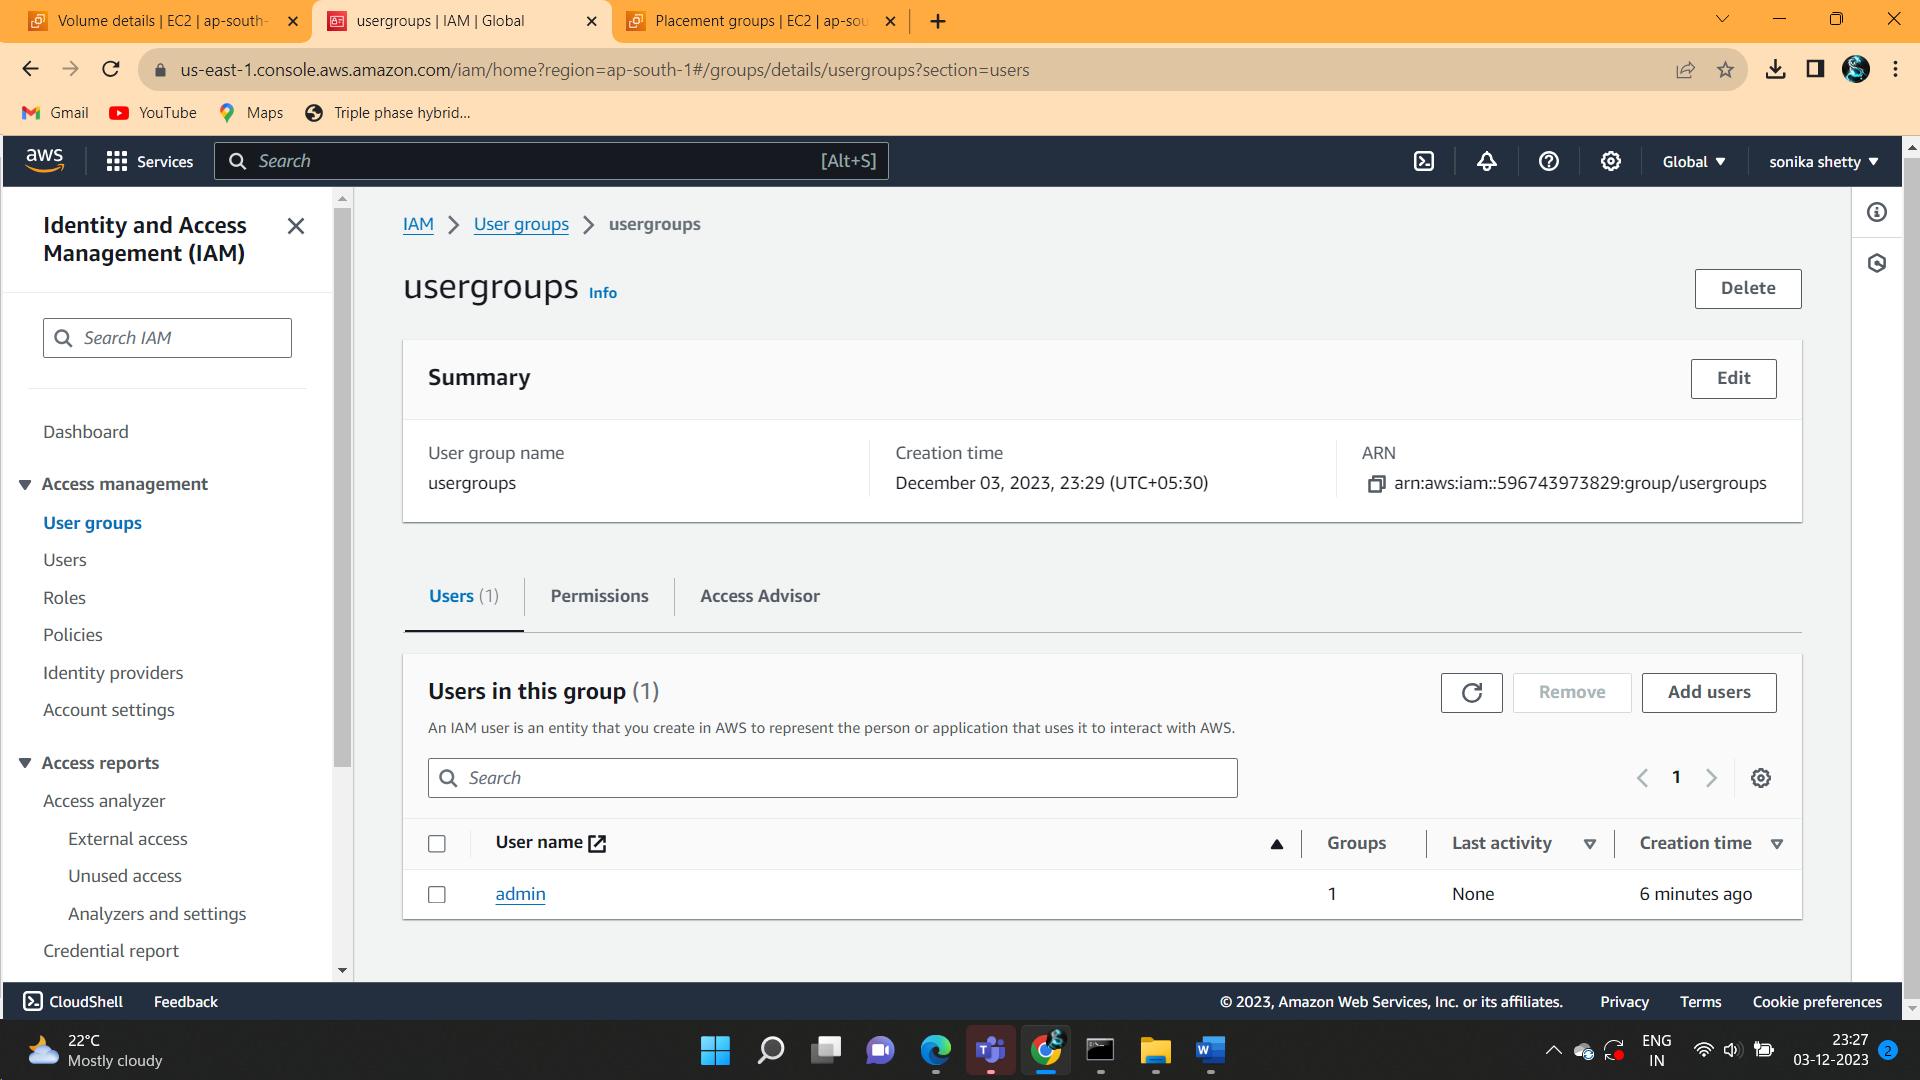 Volume details | EC2 | ap-south-
usergroups | IAM | Global
Placement groups | EC2 | ap-sou
us-east-1.console.aws.amazon.com/iam/home?region=ap-south-1#/groups/details/usergroups?section=users
Gmail
YouTube
Maps
Triple phase hybrid...
aws
Services
Search
[Alt+S]
Global
sonika shetty
Identity and Access
Management (IAM)
Search IAM
Dashboard
Access management
User groups
Users
Roles
Policies
Identity providers
Account settings
Access reports
Access analyzer
External access
Unused access
Analyzers and settings
Credential report
IAM
User groups
usergroups
usergroups Info
Delete
Summary
Edit
User group name
usergroups
Creation time
December 03, 2023, 23:29 (UTC+05:30)
ARN
arn:aws:iam::596743973829:group/usergroups
Users (1)
Permissions
Access Advisor
Users in this group (1)
Remove
Add users
An IAM user is an entity that you create in AWS to represent the person or application that uses it to interact with AWS.
Search
1
User name
Groups
Last activity
Creation time
admin
1
None
6 minutes ago
CloudShell
Feedback
© 2023, Amazon Web Services, Inc. or its affiliates.
Privacy
Terms
Cookie preferences
22°C
Mostly cloudy
ENG
IN
23:27
03-12-2023
2